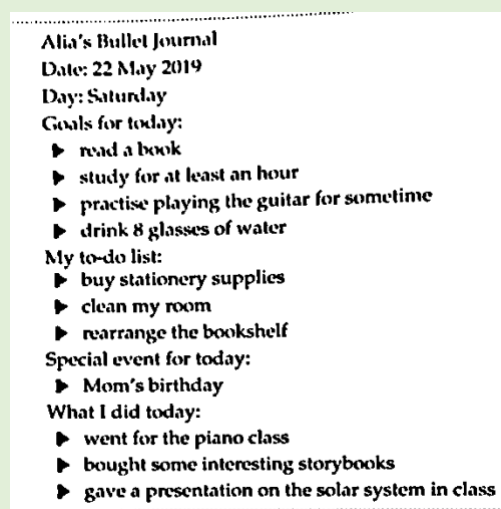 Alia's Bullet Journal
Date: 22 May 2019
Day: Saturday
Goals for today:
▶ read a book
▶ study for at least an hour
▶ practise playing the guitar for sometime
▶ drink 8 glasses of water
My to-do list:
▶ buy stationery supplies
▶ clean my room
▶ rearrange the bookshelf
Special event for today:
▶ Mom's birthday
What I did today:
▶ went for the piano class
▶ bought some interesting storybooks
▶ gave a presentation on the solar system in class